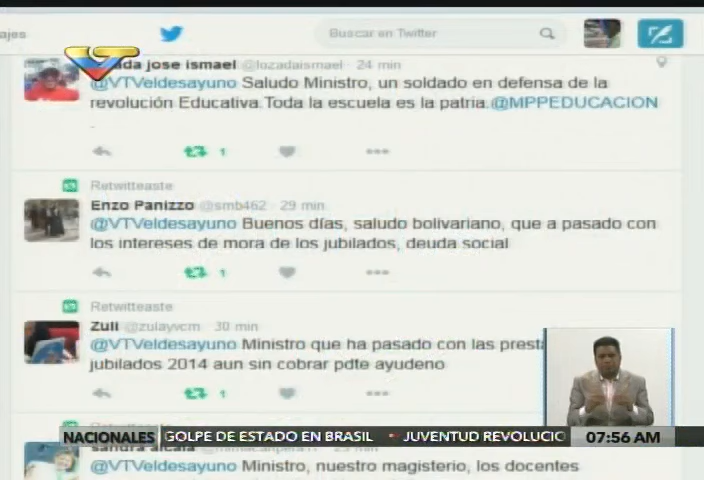 ajes
Buscar en Twitter
da jose ismael @lozadaismael · 24 min
@VTVeldesayuno Saludo Ministro, un soldado en defensa de la
revolución Educativa.Toda la escuela es la patria.@MPPEDUCACION
.
1
Retwitteaste
Enzo Panizzo @smb462 · 29 min
@VTVeldesayuno Buenos días, saludo bolivariano, que a pasado con
los intereses de mora de los jubilados, deuda social
1
Retwitteaste
Zuli @zulayvcm · 30 min
@VTVeldesayuno Ministro que ha pasado con las presta
jubilados 2014 aun sin cobrar pdte ayudeno
1
NACIONALES GOLPE DE ESTADO EN BRASIL • JUVENTUD REVOLUCIO 07:56 AM
sandra alcala
@VTVeldesayuno Ministro, nuestro magisterio, los docentes